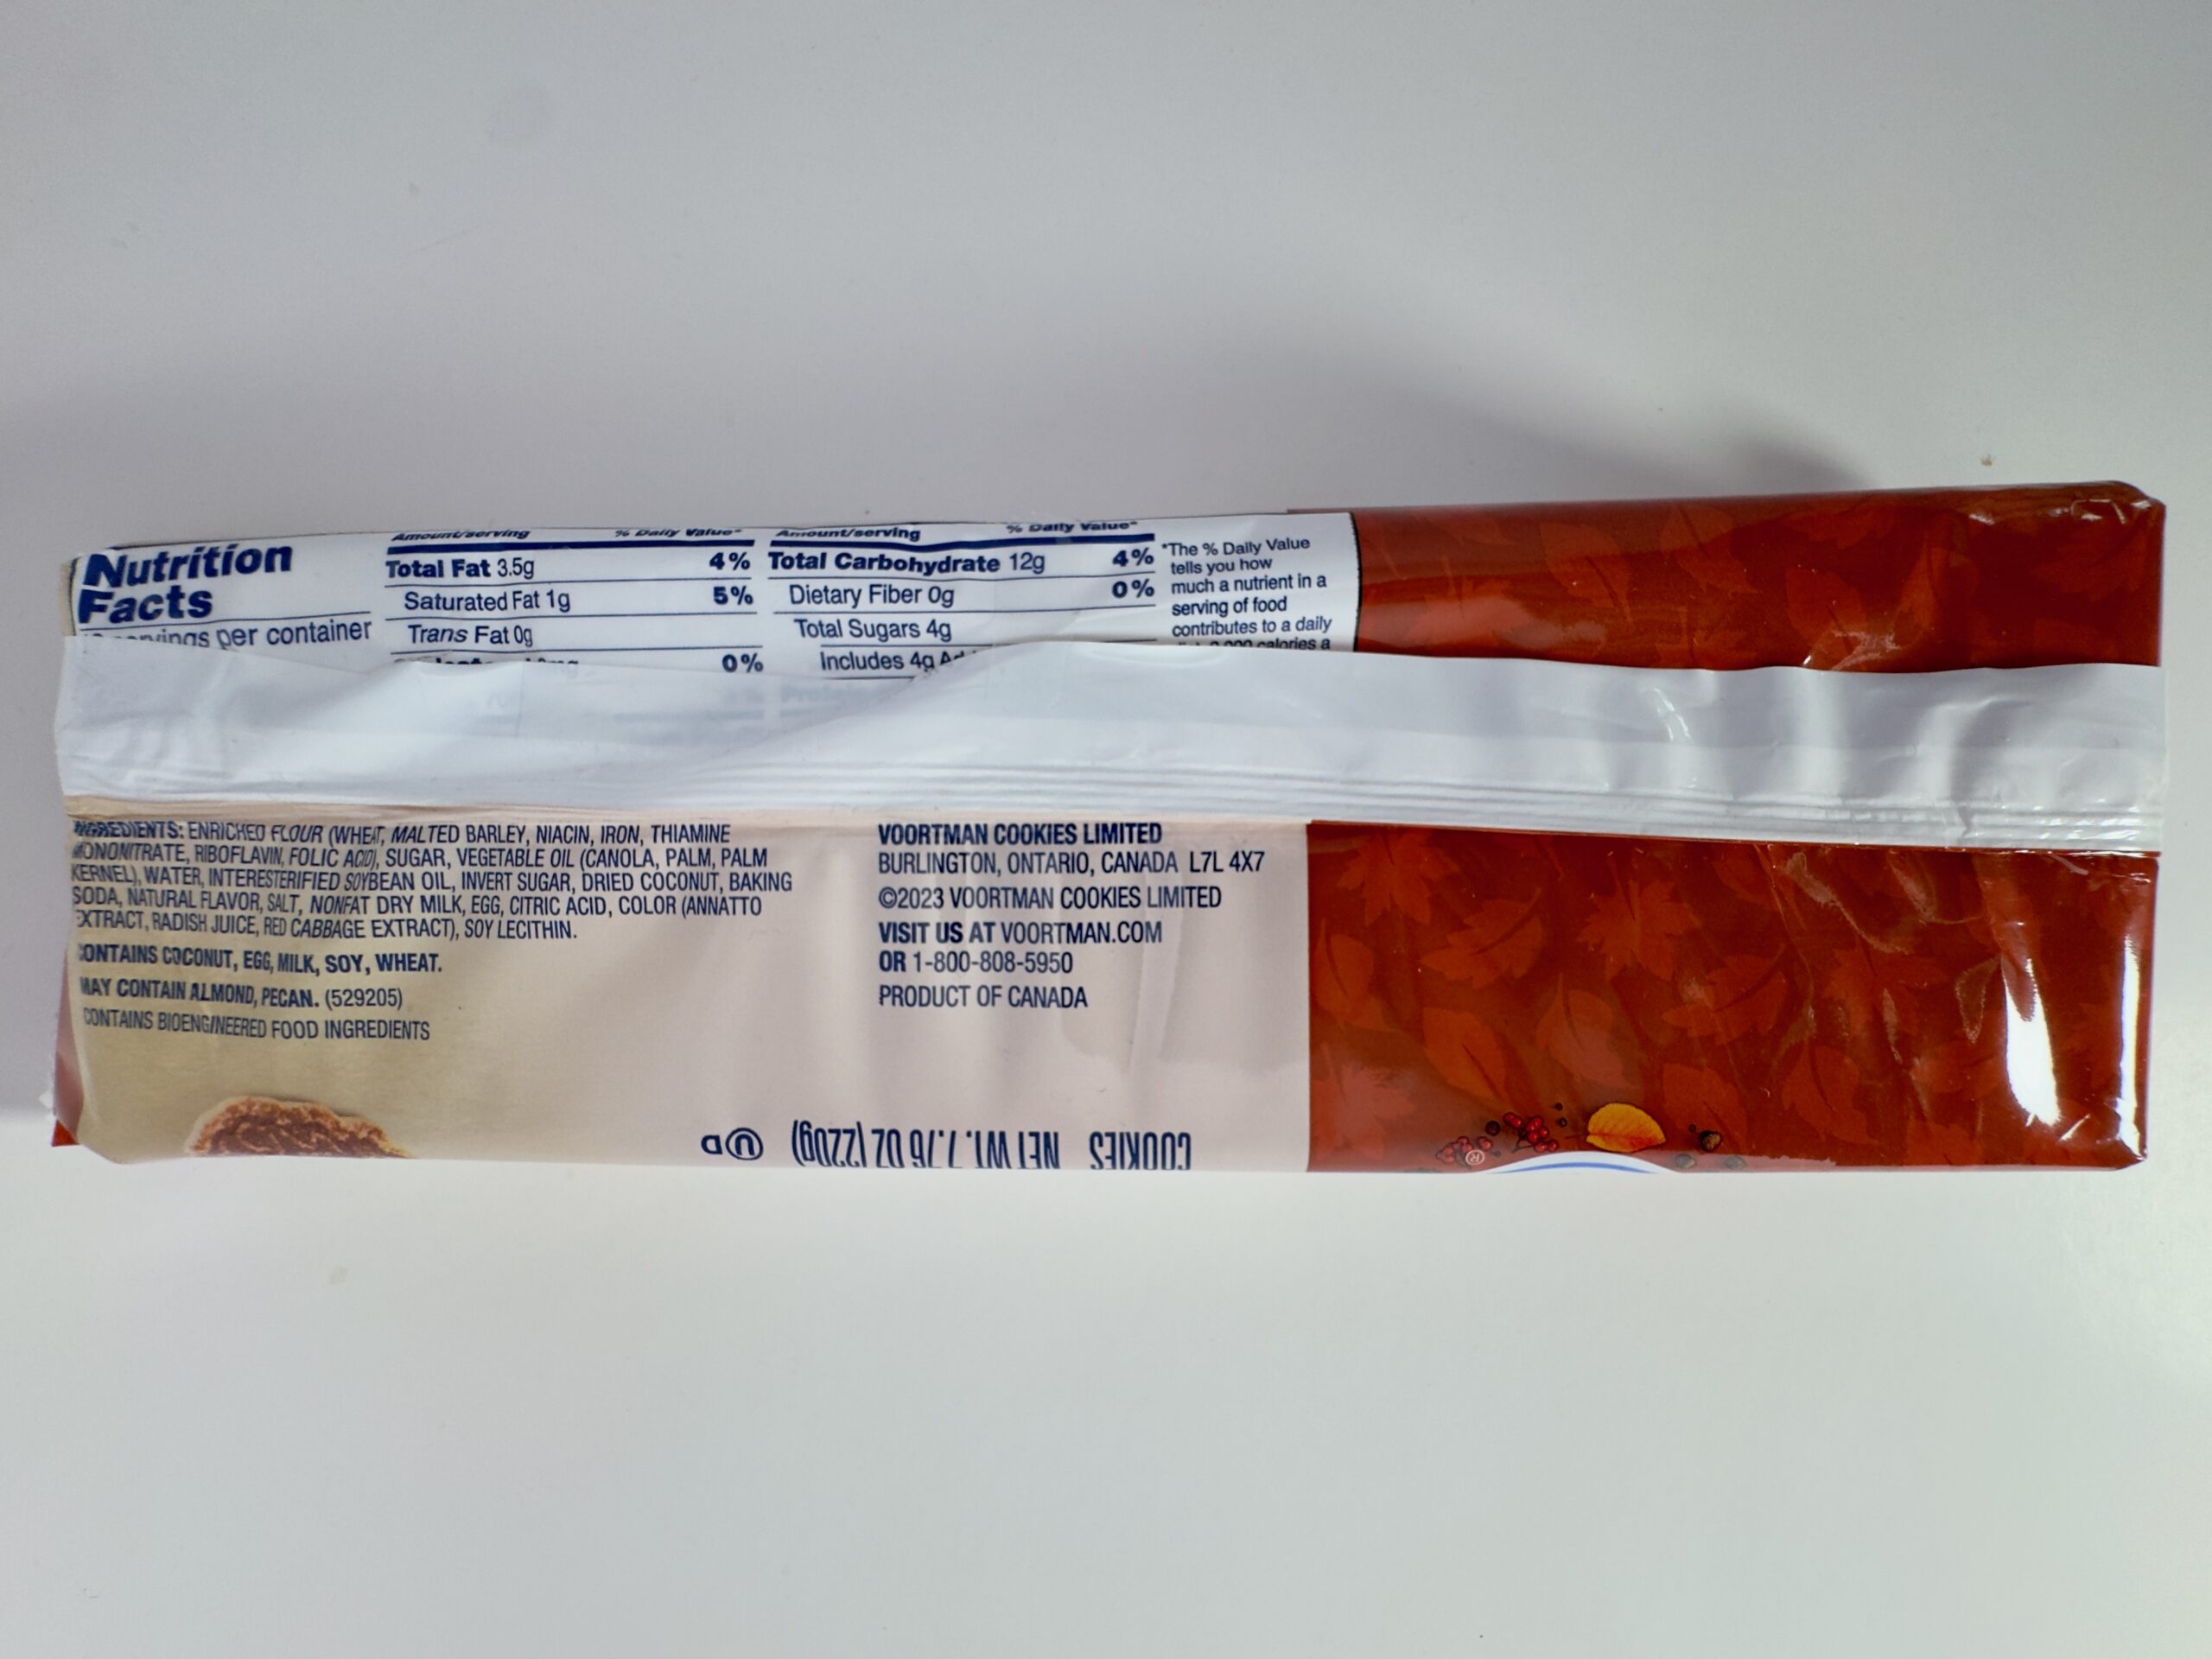 Nutrition
Facts
servings per container
Amount/serving % Daily Value*
Total Fat 3.5g 4%
Saturated Fat 1g 5%
Trans Fat 0g
0%
Amount/serving % Daily Value*
Total Carbohydrate 12g 4%
Dietary Fiber 0g 0%
Total Sugars 4g
Includes 4g
*The % Daily Value
tells you how
much a nutrient in a
serving of food
contributes to a daily
calories a
INGREDIENTS: ENRICHED FLOUR (WHEAT, MALTED BARLEY, NIACIN, IRON, THIAMINE
MONONITRATE, RIBOFLAVIN, FOLIC ACID), SUGAR, VEGETABLE OIL (CANOLA, PALM, PALM
KERNEL), WATER, INTERESTERIFIED SOYBEAN OIL, INVERT SUGAR, DRIED COCONUT, BAKING
SODA, NATURAL FLAVOR, SALT, NONFAT DRY MILK, EGG, CITRIC ACID, COLOR (ANNATTO
EXTRACT, RADISH JUICE, RED CABBAGE EXTRACT), SOY LECITHIN.
CONTAINS COCONUT, EGG, MILK, SOY, WHEAT.
MAY CONTAIN ALMOND, PECAN. (529205)
CONTAINS BIOENGINEERED FOOD INGREDIENTS
VOORTMAN COOKIES LIMITED
BURLINGTON, ONTARIO, CANADA L7L 4X7
©2023 VOORTMAN COOKIES LIMITED
VISIT US AT VOORTMAN.COM
OR 1-800-808-5950
PRODUCT OF CANADA
COOKIES NET WT. 7.76 OZ (220g) U D
®